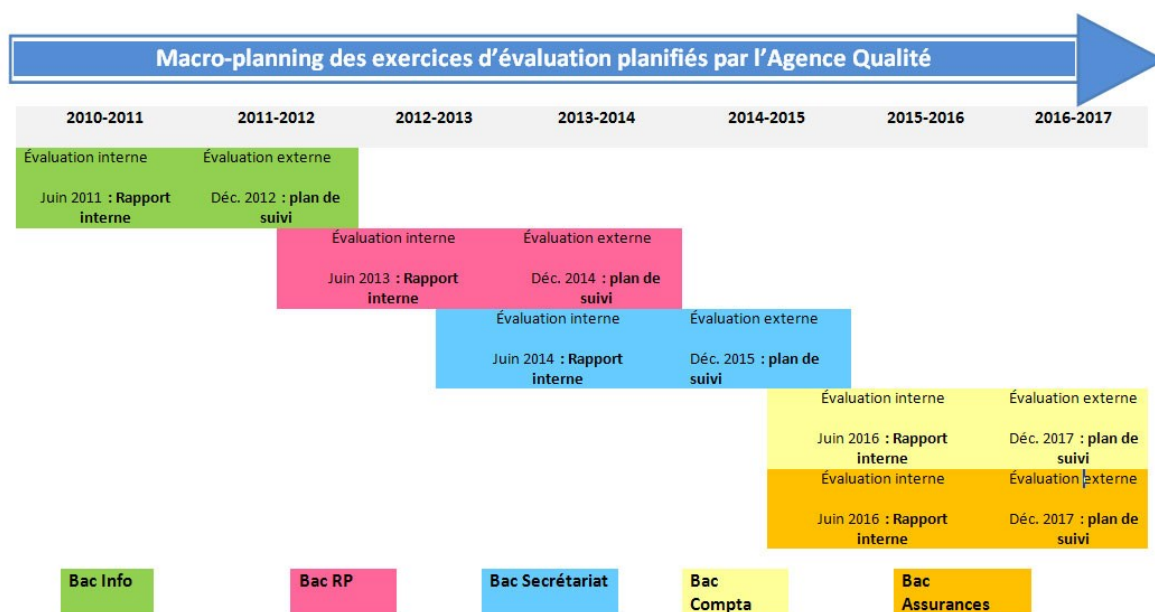 Macro-planning des exercices d'évaluation planifiés par l'Agence Qualité
2010-2011 2011-2012 2012-2013 2013-2014 2014-2015 2015-2016 2016-2017
Évaluation interne Évaluation externe
Juin 2011 : Rapport Déc. 2012 : plan de
interne suivi
Évaluation interne Évaluation externe
Juin 2013 : Rapport Déc. 2014 : plan de
interne suivi
Évaluation interne Évaluation externe
Juin 2014 : Rapport Déc. 2015 : plan de
interne suivi
Évaluation interne Évaluation externe
Juin 2016 : Rapport Déc. 2017 : plan de
interne suivi
Évaluation interne Évaluation externe
Juin 2016 : Rapport Déc. 2017 : plan de
interne suivi
Bac Info Bac RP Bac Secrétariat Bac Bac
Compta Assurances